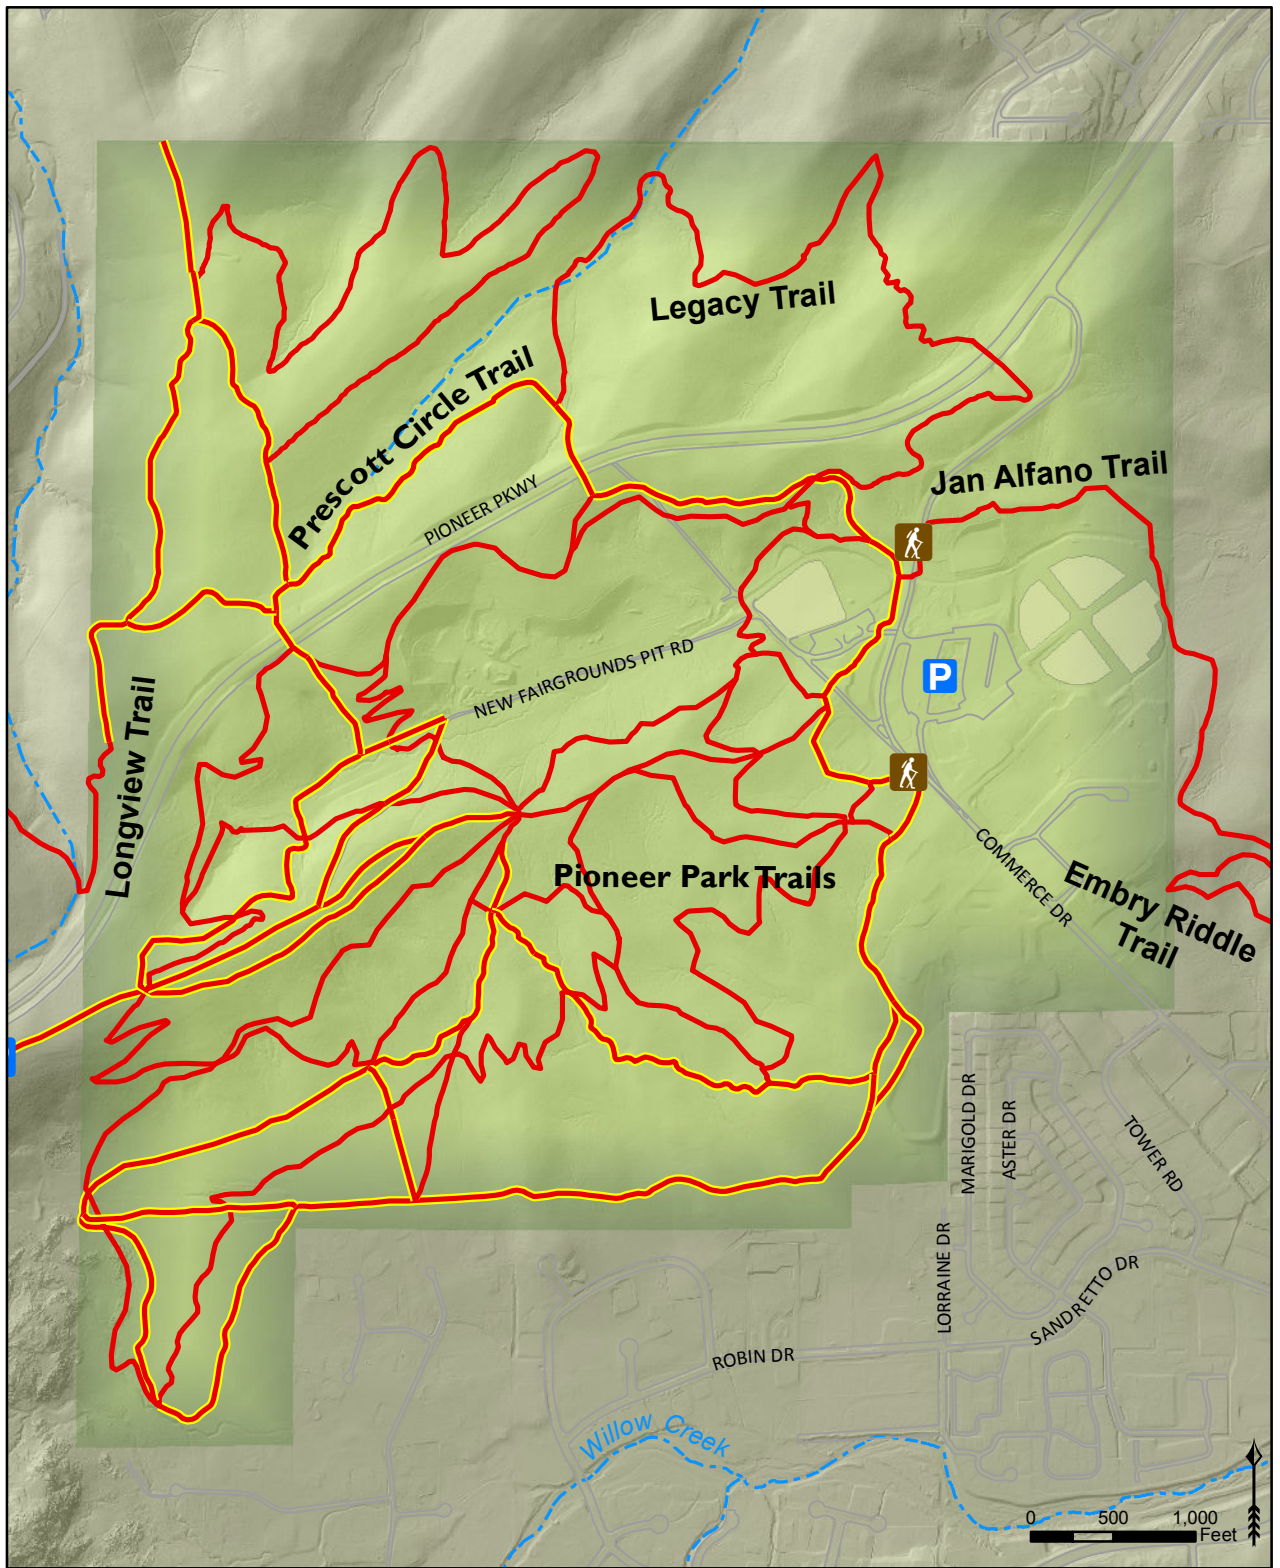 Legacy Trail
Prescott Circle Trail
Jan Alfano Trail
PIONEER PKWY
NEW FAIRGROUNDS PIT RD
P
Longview Trail
Pioneer Park Trails
COMMERCE DR
Embry Riddle
Trail
MARIGOLD DR
ASTER DR
TOWER RD
LORRAINE DR
SANDRETTO DR
ROBIN DR
Willow Creek
0 500 1,000
Feet